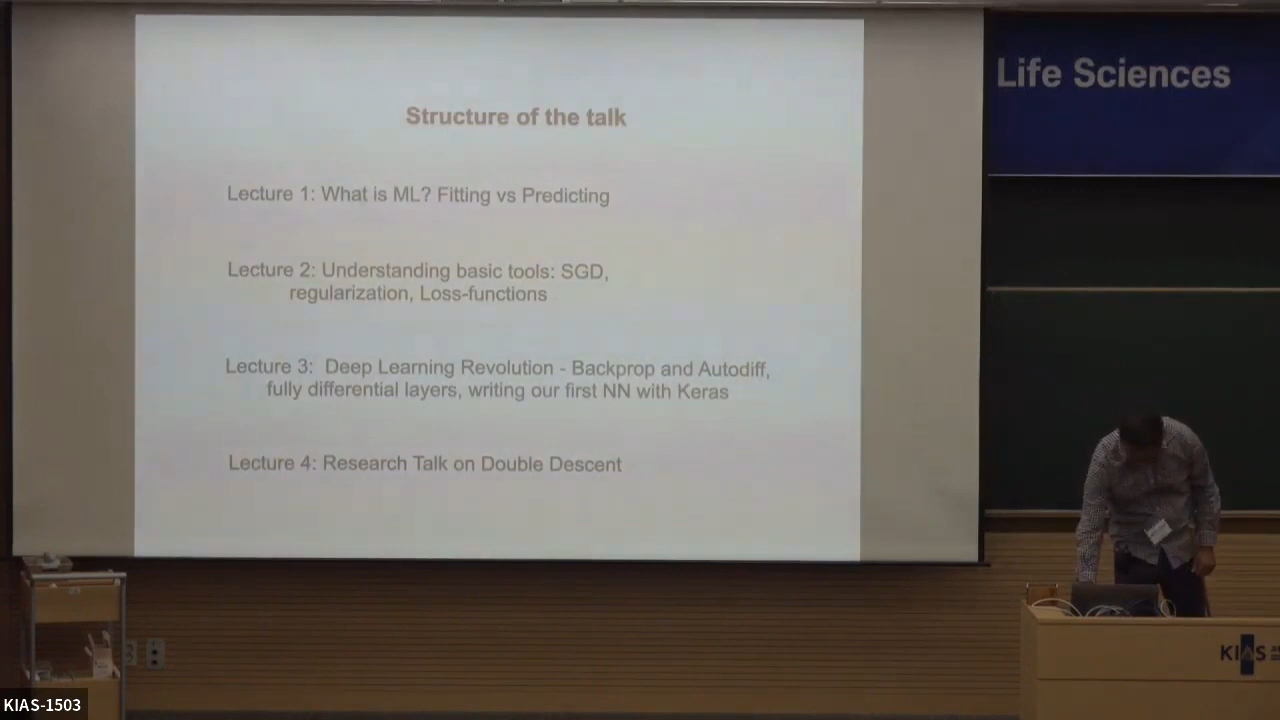 Life Sciences
Structure of the talk
Lecture 1: What is ML? Fitting vs Predicting
Lecture 2: Understanding basic tools: SGD,
regularization, Loss-functions
Lecture 3: Deep Learning Revolution - Backprop and Autodiff,
fully differential layers, writing our first NN with Keras
Lecture 4: Research Talk on Double Descent
KIAS
KIAS-1503